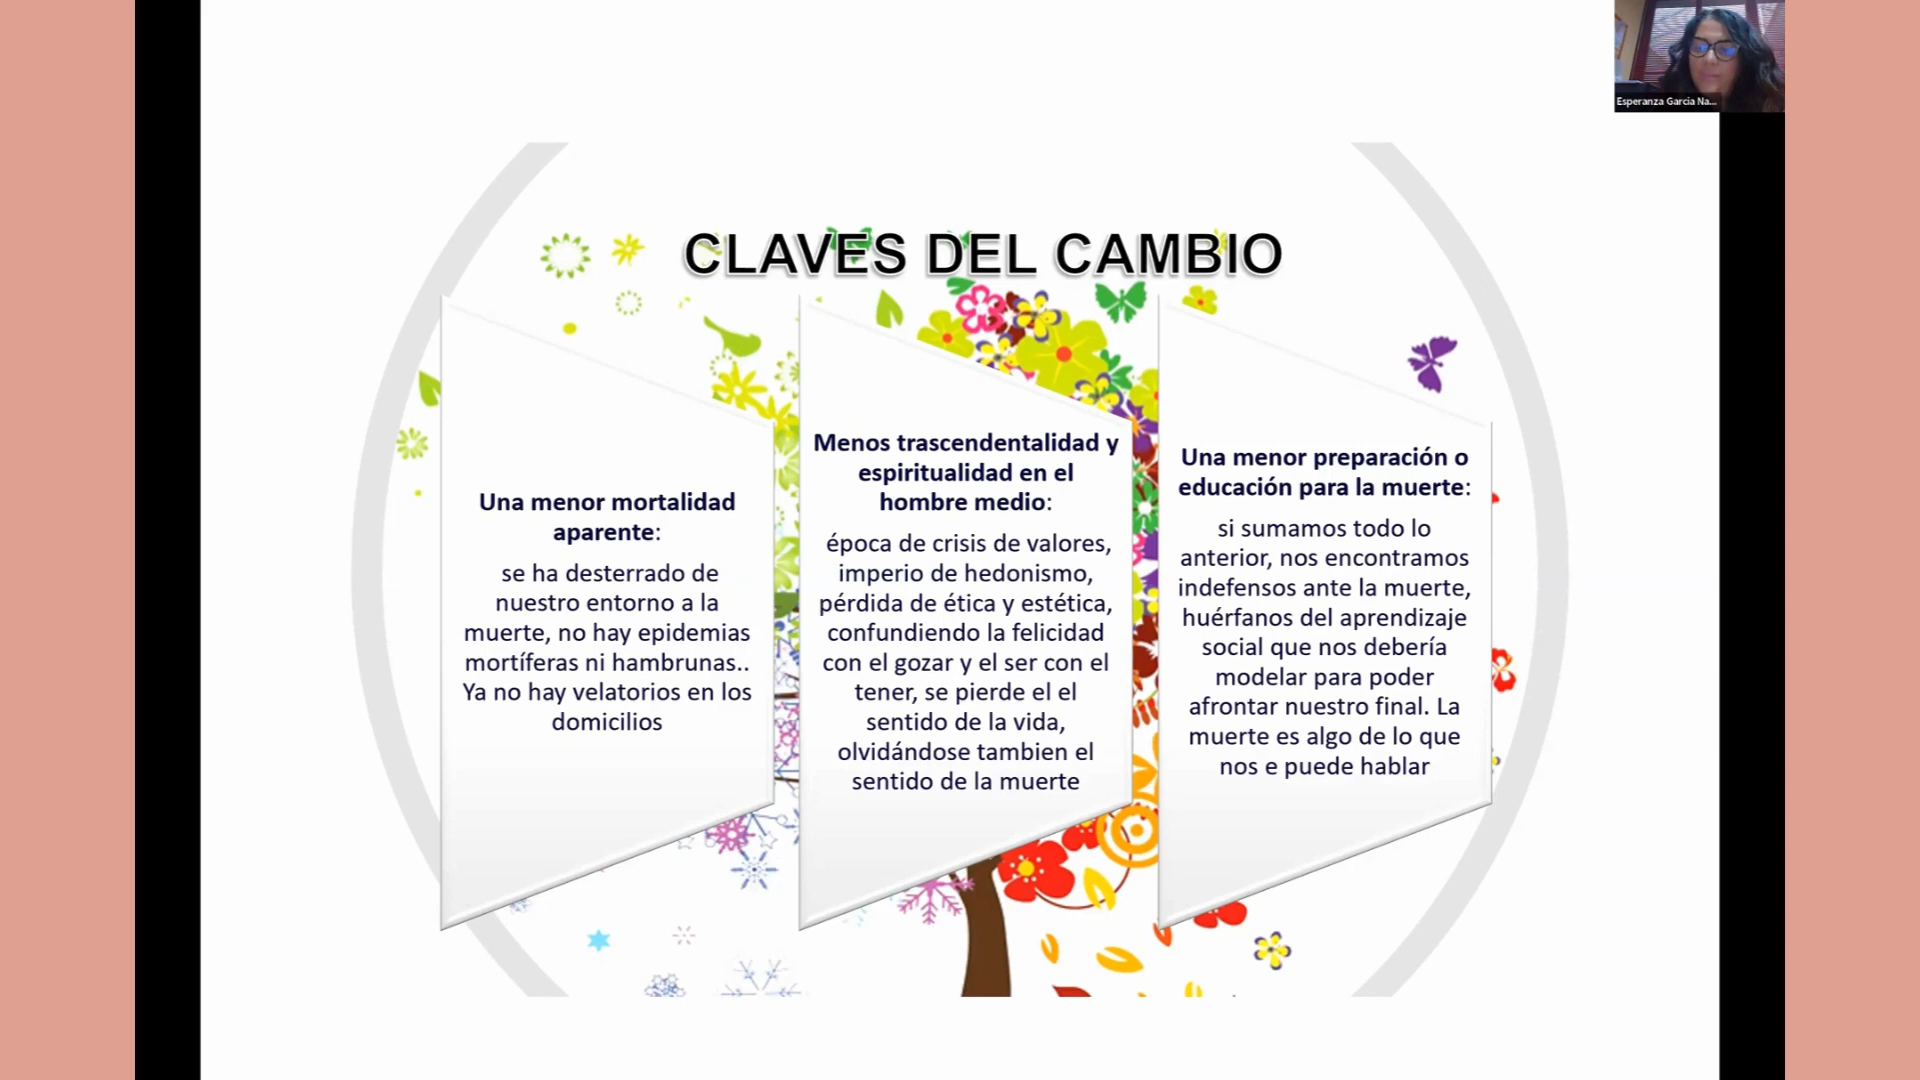 Esperanza Garcia Na...
CLAVES DEL CAMBIO
Una menor mortalidad
aparente:
se ha desterrado de
nuestro entorno a la
muerte, no hay epidemias
mortíferas ni hambrunas..
Ya no hay velatorios en los
domicilios
Menos trascendentalidad y
espiritualidad en el
hombre medio:
época de crisis de valores,
imperio de hedonismo,
pérdida de ética y estética,
confundiendo la felicidad
con el gozar y el ser con el
tener, se pierde el el
sentido de la vida,
olvidándose tambien el
sentido de la muerte
Una menor preparación o
educación para la muerte:
si sumamos todo lo
anterior, nos encontramos
indefensos ante la muerte,
huérfanos del aprendizaje
social que nos debería
modelar para poder
afrontar nuestro final. La
muerte es algo de lo que
nos e puede hablar